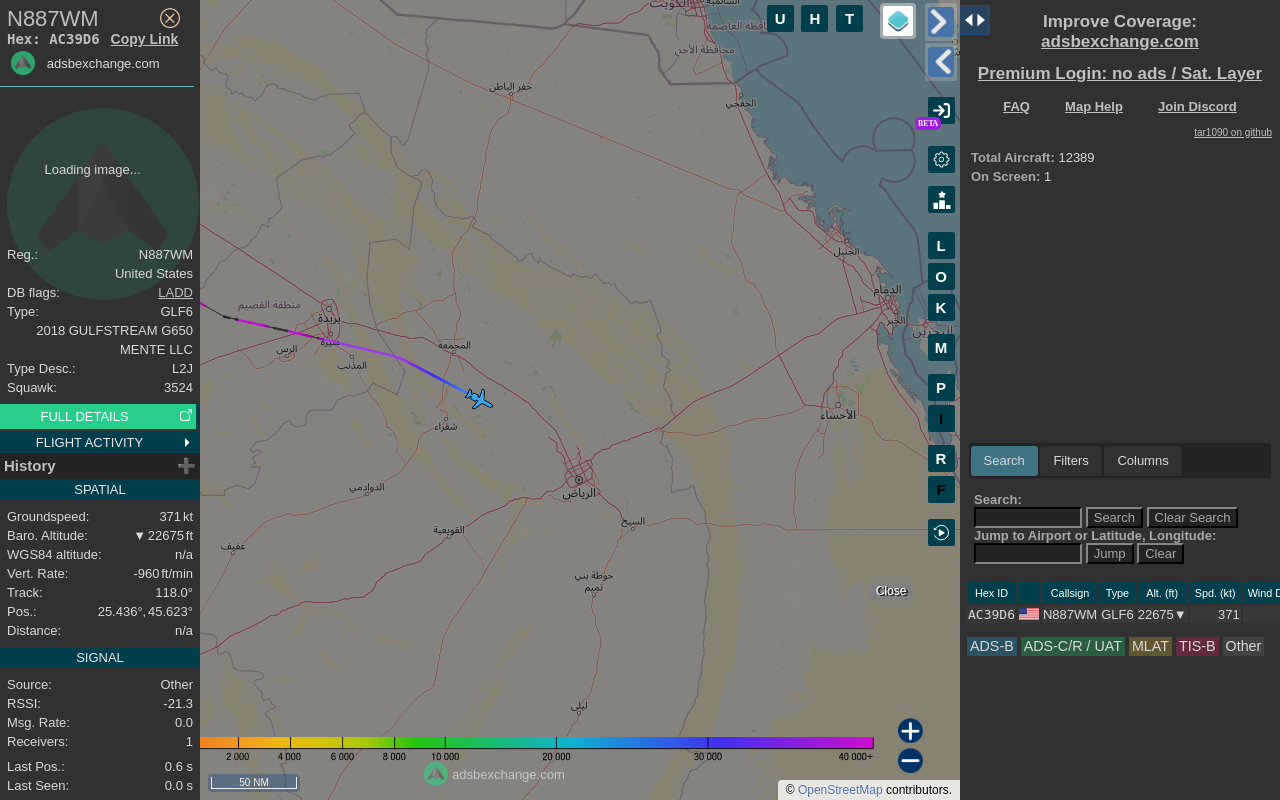 N887WM
Hex: AC39D6 Copy Link
adsbexchange.com
Loading image...
Reg.: N887WM
United States
DB flags: LADD
Type: GLF6
2018 GULFSTREAM G650
MENTE LLC
Type Desc.: L2J
Squawk: 3524
FULL DETAILS
FLIGHT ACTIVITY
History
SPATIAL
Groundspeed: 371 kt
Baro. Altitude: ▼ 22675 ft
WGS84 altitude: n/a
Vert. Rate: -960 ft/min
Track: 118.0°
Pos.: 25.436°, 45.623°
Distance: n/a
SIGNAL
Source: Other
RSSI: -21.3
Msg. Rate: 0.0
Receivers: 1
Last Pos.: 0.6 s
Last Seen: 0.0 s
الكويت
السالمية
محافظة العاصمة
محافظة الأحمدي
حفر الباطن
الخفجي
الجبيل
الدمام
الخبر
البحرين
منطقة القصيم
بريدة
عنيزة
الرس
المذنب
المجمعة
شقراء
الأحساء
الرياض
الدوادمي
السيح
القويعية
عفيف
حوطة بني
تميم
ليلى
U H T
BETA
L
O
K
M
P
I
R
F
Close
2 000 4 000 6 000 8 000 10 000 20 000 30 000 40 000+
adsbexchange.com
50 NM
© OpenStreetMap contributors.
Improve Coverage:
adsbexchange.com
Premium Login: no ads / Sat. Layer
FAQ Map Help Join Discord
tar1090 on github
Total Aircraft: 12389
On Screen: 1
Search Filters Columns
Search:
Search Clear Search
Jump to Airport or Latitude, Longitude:
Jump Clear
Hex ID Callsign Type Alt. (ft) Spd. (kt) Wind D
AC39D6 N887WM GLF6 22675▼ 371
ADS-B ADS-C/R / UAT MLAT TIS-B Other